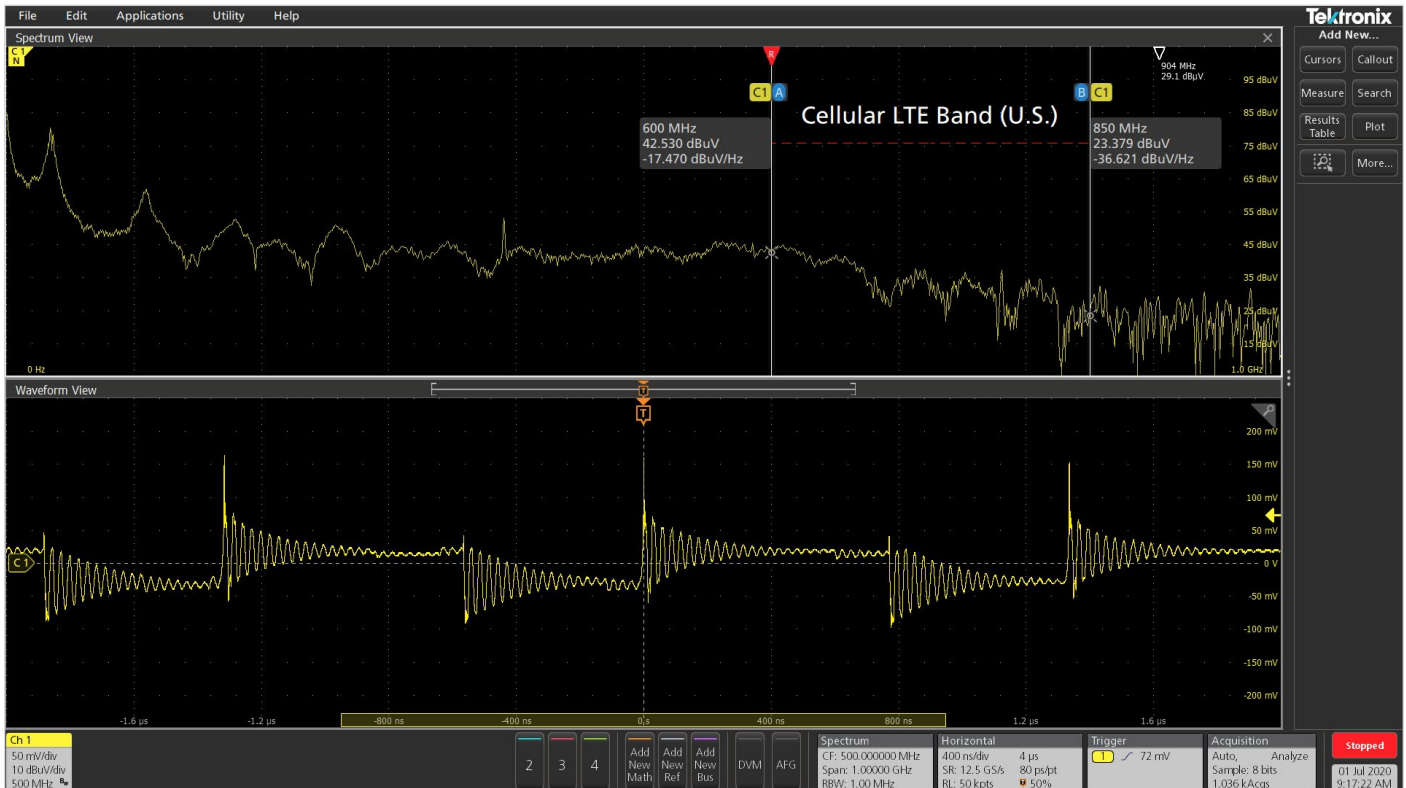 File Edit Applications Utility Help
Tektronix
Add New...
Spectrum View
C 1
N
R
904 MHz
29.1 dBµV
C1 A
B C1
Cellular LTE Band (U.S.)
600 MHz
42.530 dBuV
-17.470 dBuV/Hz
850 MHz
23.379 dBuV
-36.621 dBuV/Hz
95 dBuV
85 dBuV
75 dBuV
65 dBuV
55 dBuV
45 dBuV
35 dBuV
25 dBuV
15 dBuV
0 Hz
1.0 GHz
Cursors Callout
Measure Search
Results
Table
Plot
More...
Waveform View
T
T
200 mV
150 mV
100 mV
50 mV
0 V
-50 mV
-100 mV
-150 mV
-200 mV
C 1
-1.6 µs -1.2 µs -800 ns -400 ns 0 s 400 ns 800 ns 1.2 µs 1.6 µs
Ch 1
50 mV/div
10 dBuV/div
500 MHz
2 3 4
Add
New
Math
Add
New
Ref
Add
New
Bus
DVM AFG
Spectrum
CF: 500.000000 MHz
Span: 1.00000 GHz
RBW: 1.00 MHz
Horizontal
400 ns/div 4 µs
SR: 12.5 GS/s 80 ps/pt
RL: 50 kpts 50%
Trigger
1 72 mV
Acquisition
Auto, Analyze
Sample: 8 bits
1.036 kAcqs
Stopped
01 Jul 2020
9:17:22 AM